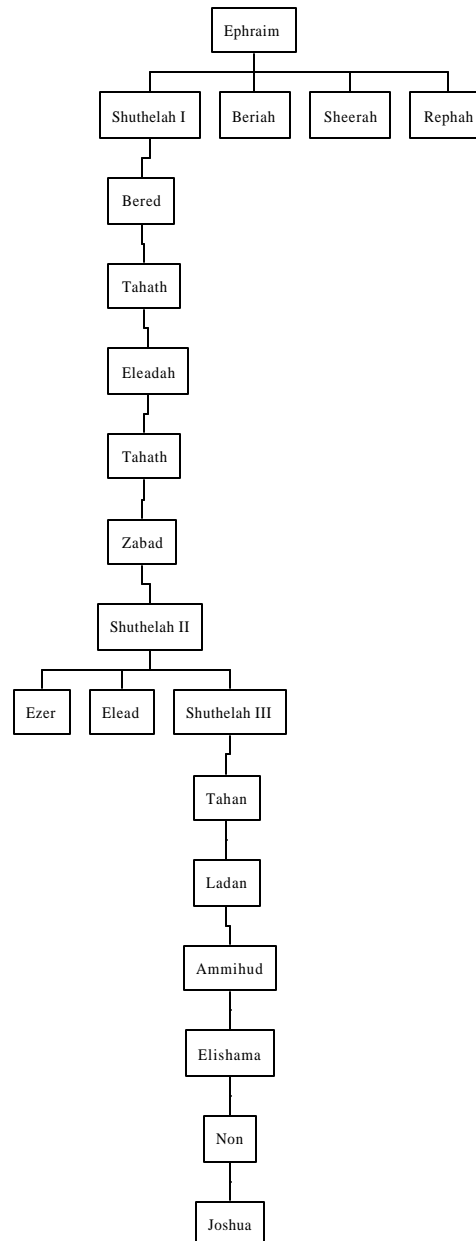 Ephraim
Shuthelah I
Beriah
Sheerah
Rephah
Bered
Tahath
Eleadah
Tahath
Zabad
Shuthelah II
Ezer
Elead
Shuthelah III
Tahan
Ladan
Ammihud
Elishama
Non
Joshua